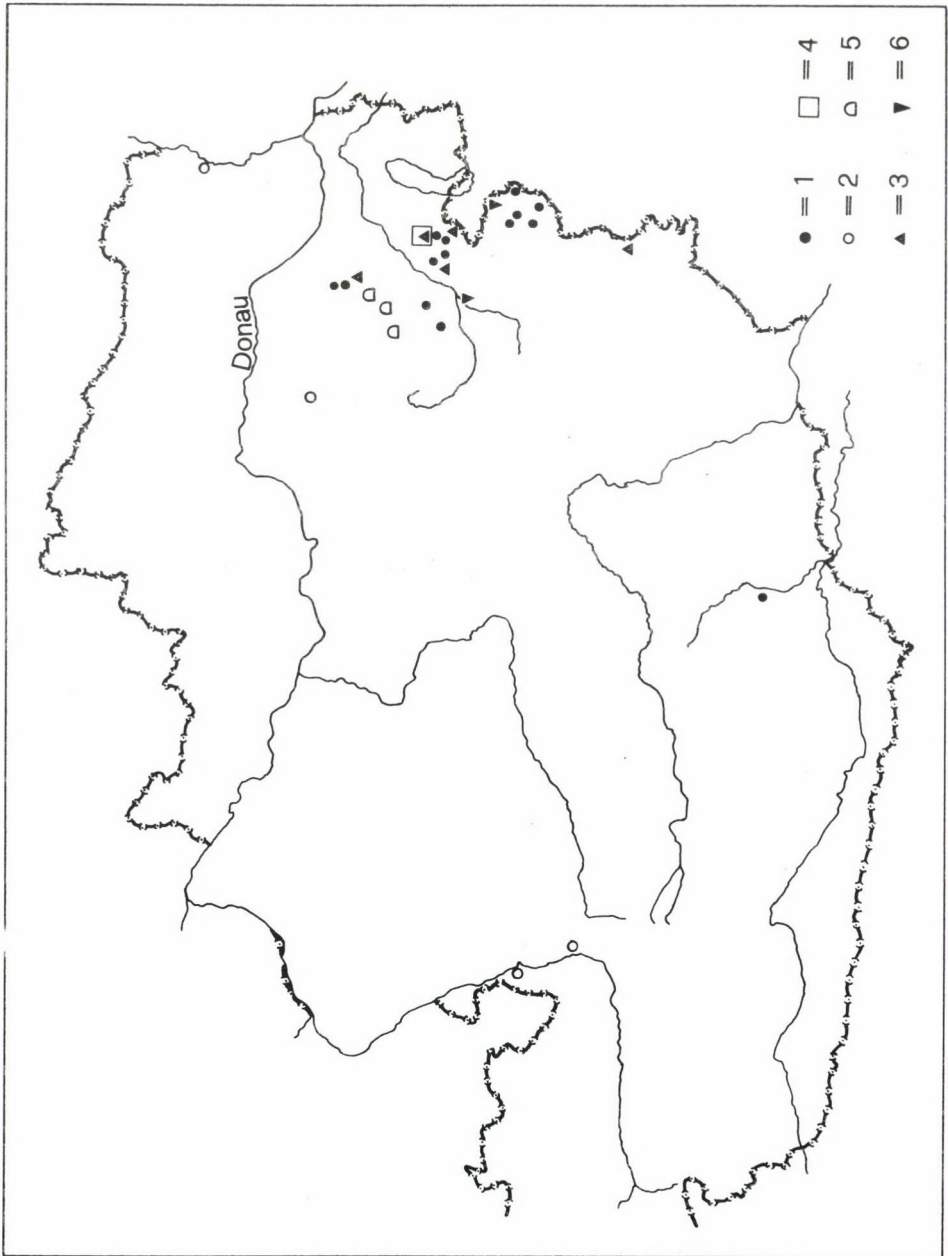 Donau
● = 1 □ = 4
○ = 2 ⌂ = 5
▲ = 3 ▼ = 6